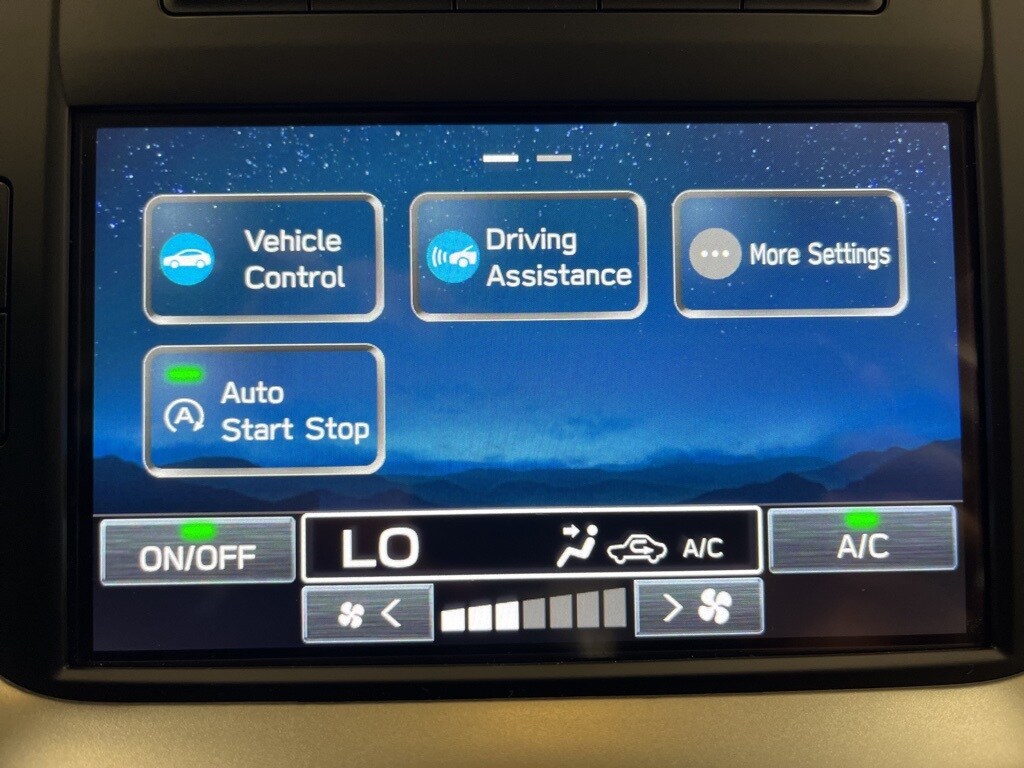 Vehicle
Control
Driving
Assistance
More Settings
A
Auto
Start Stop
ON/OFF
LO
A/C
A/C